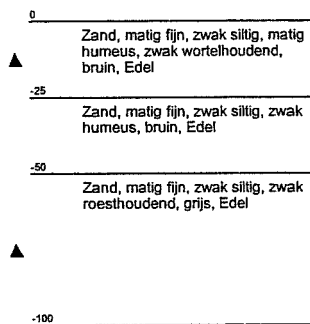 0
Zand, matig fijn, zwak siltig, matig
humeus, zwak wortelhoudend,
bruin, Edel
-25
Zand, matig fijn, zwak siltig, zwak
humeus, bruin, Edel
-50
Zand, matig fijn, zwak siltig, zwak
roesthoudend, grijs, Edel
-100